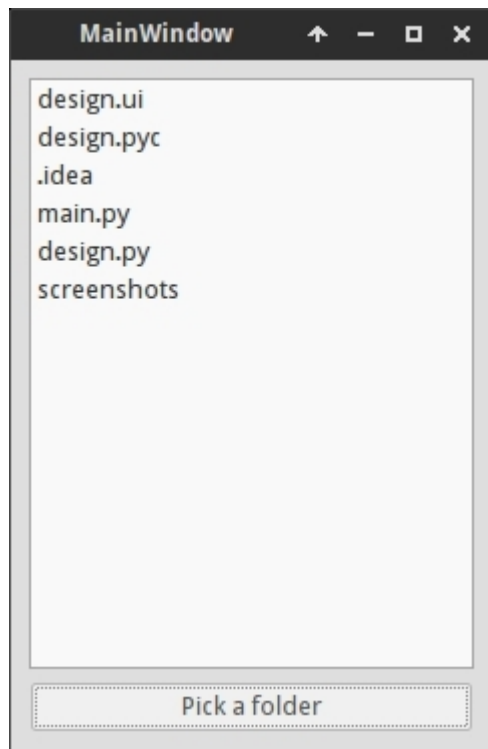 MainWindow
design.ui
design.pyc
.idea
main.py
design.py
screenshots
Pick a folder